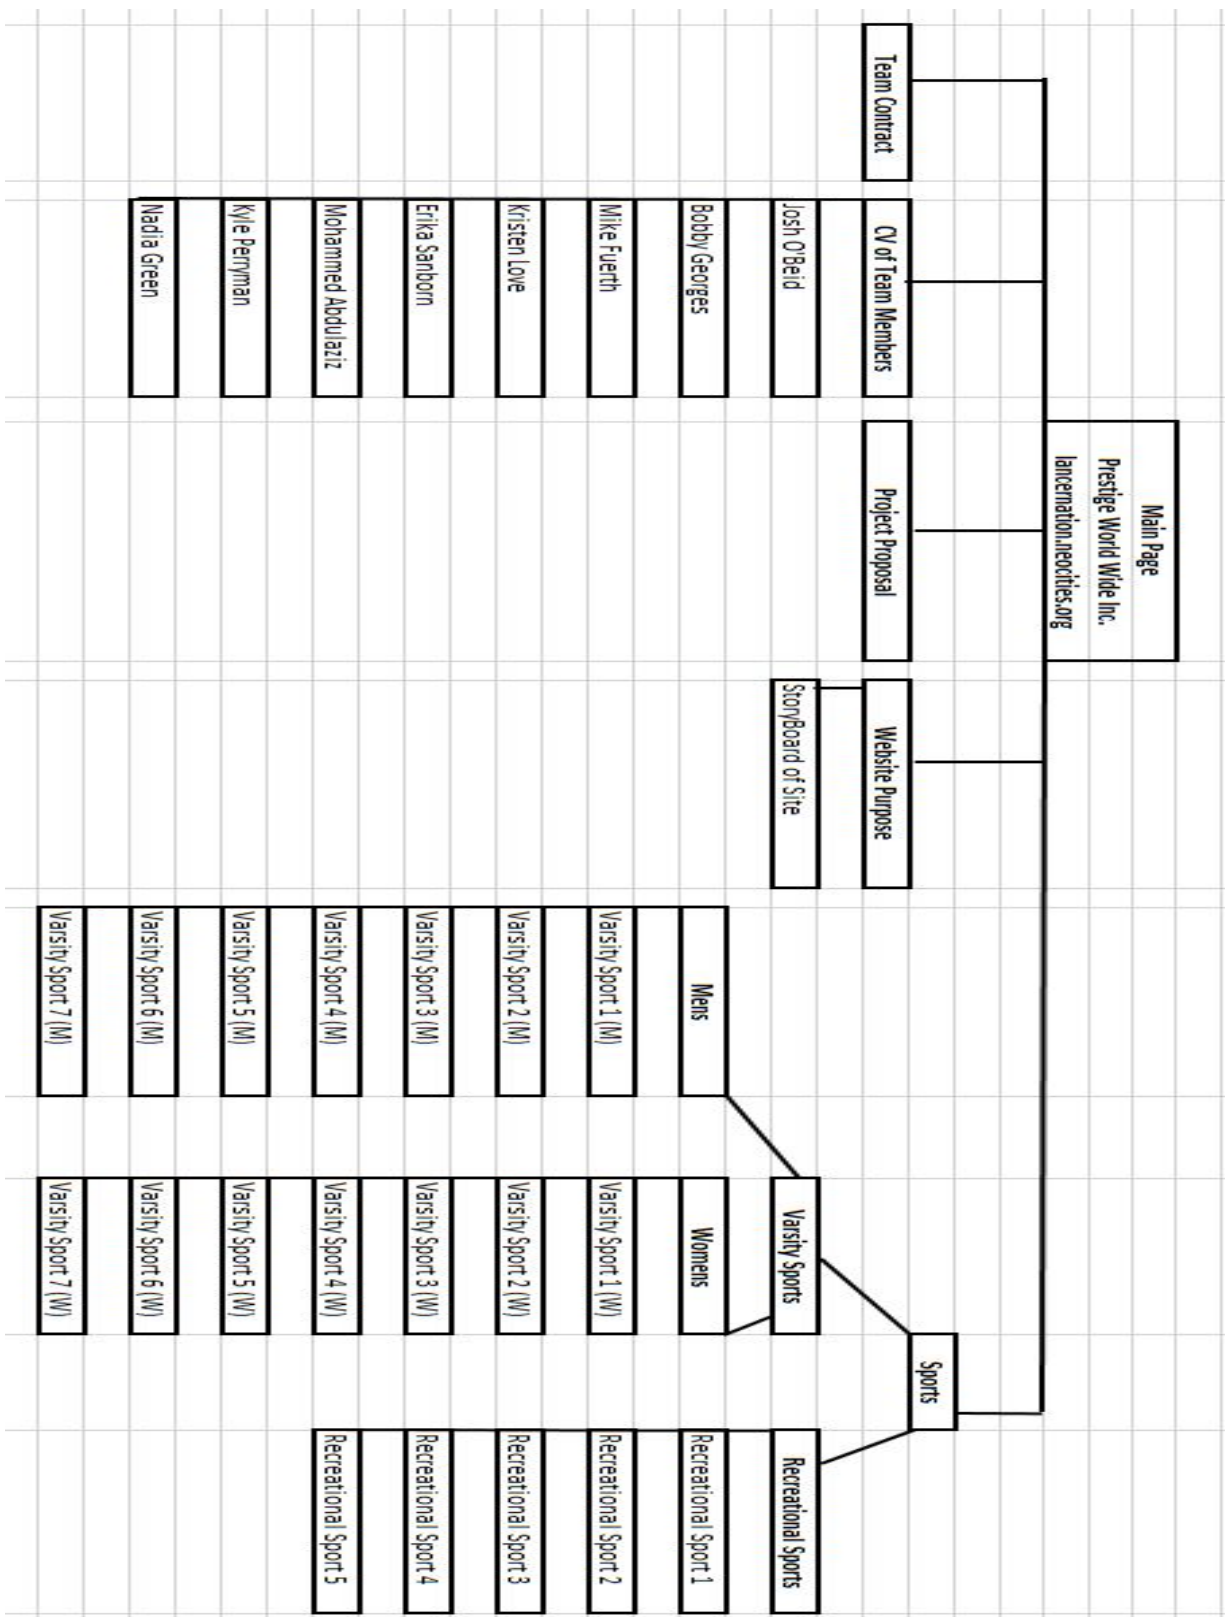 Main Page
Prestige World Wide Inc.
lancernation.neocities.org
Team Contract
CV of Team Members
Josh O'Beid
Bobby Georges
Mike Fuerth
Kristen Love
Erika Sanborn
Mohammed Abdulaziz
Kyle Perryman
Nadia Green
Project Proposal
Website Purpose
StoryBoard of Site
Sports
Varsity Sports
Mens
Varsity Sport 1 (M)
Varsity Sport 2 (M)
Varsity Sport 3 (M)
Varsity Sport 4 (M)
Varsity Sport 5 (M)
Varsity Sport 6 (M)
Varsity Sport 7 (M)
Womens
Varsity Sport 1 (W)
Varsity Sport 2 (W)
Varsity Sport 3 (W)
Varsity Sport 4 (W)
Varsity Sport 5 (W)
Varsity Sport 6 (W)
Varsity Sport 7 (W)
Recreational Sports
Recreational Sport 1
Recreational Sport 2
Recreational Sport 3
Recreational Sport 4
Recreational Sport 5